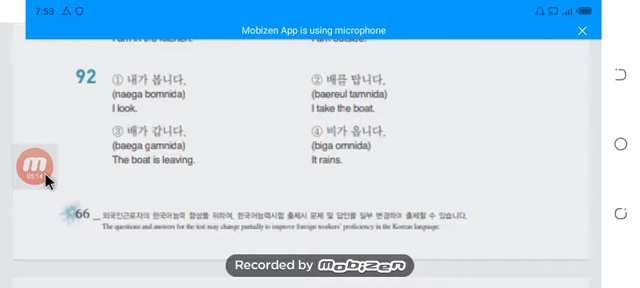 7:53
Mobizen App is using microphone
92
① 내가 봅니다.
(naega bomnida)
I look.
② 배를 탑니다.
(baereul tamnida)
I take the boat.
③ 배가 갑니다.
(baega gamnida)
The boat is leaving.
④ 비가 옵니다.
(biga omnida)
It rains.
05:14
66 _ 외국인근로자의 한국어능력 향상을 위하여, 한국어능력시험 출제시 문제 및 답안을 일부 변경하여 출제할 수 있습니다.
The questions and answers for the test may change partially to improve foreign workers' proficiency in the Korean language.
Recorded by mobizen